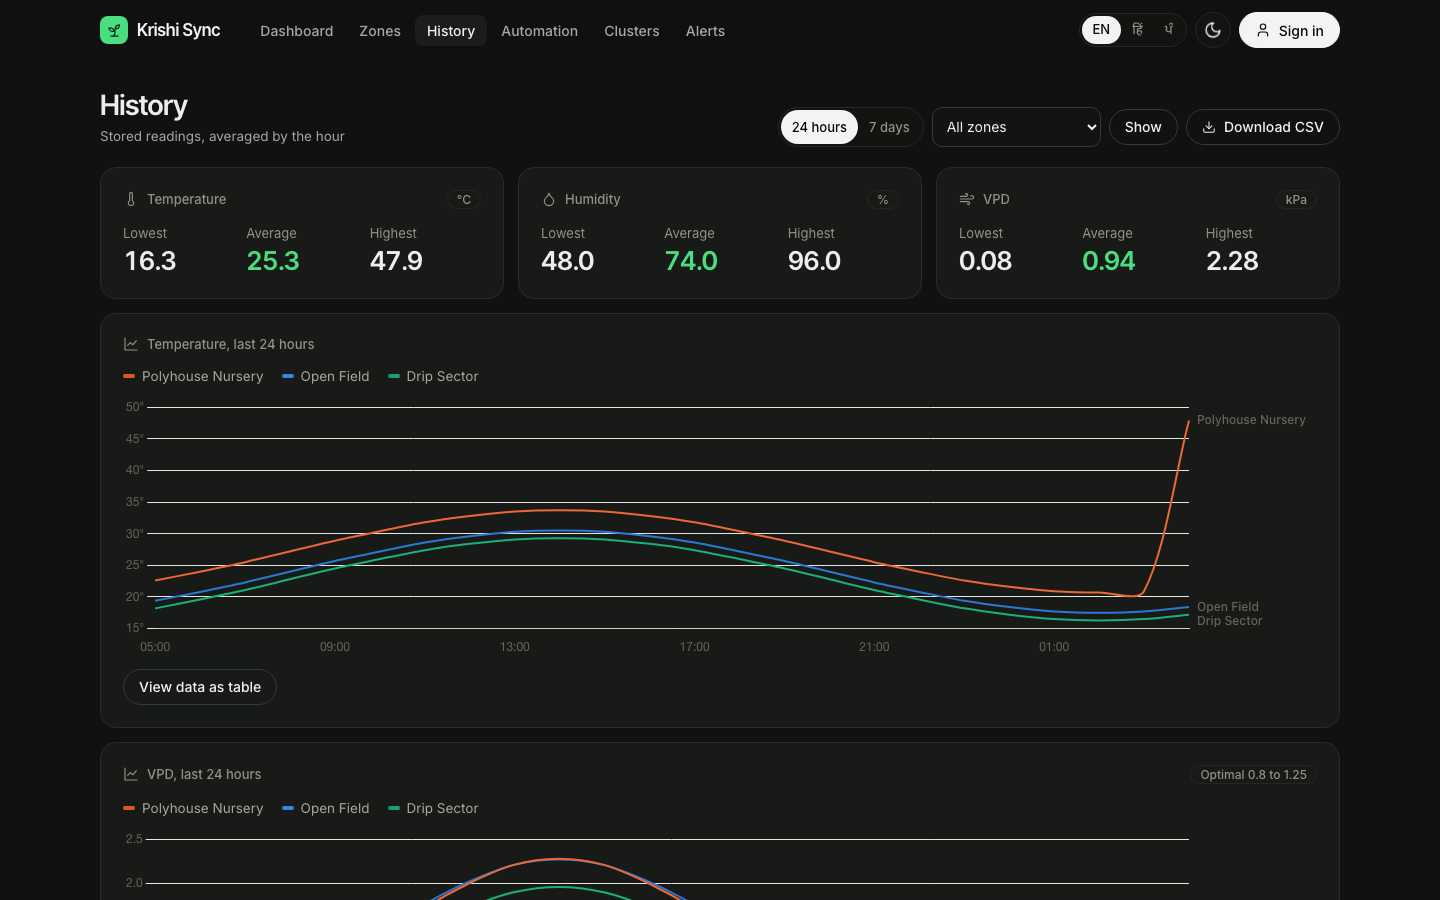 Krishi Sync
Dashboard Zones History Automation Clusters Alerts
EN हिं ਪੰ
Sign in
History
Stored readings, averaged by the hour
24 hours 7 days All zones Show Download CSV
Temperature °C
Lowest Average Highest
16.3 25.3 47.9
Humidity %
Lowest Average Highest
48.0 74.0 96.0
VPD kPa
Lowest Average Highest
0.08 0.94 2.28
Temperature, last 24 hours
Polyhouse Nursery Open Field Drip Sector
50°
Polyhouse Nursery
45°
40°
35°
30°
25°
20°
Open Field
Drip Sector
15°
05:00 09:00 13:00 17:00 21:00 01:00
View data as table
VPD, last 24 hours Optimal 0.8 to 1.25
Polyhouse Nursery Open Field Drip Sector
2.5
2.0